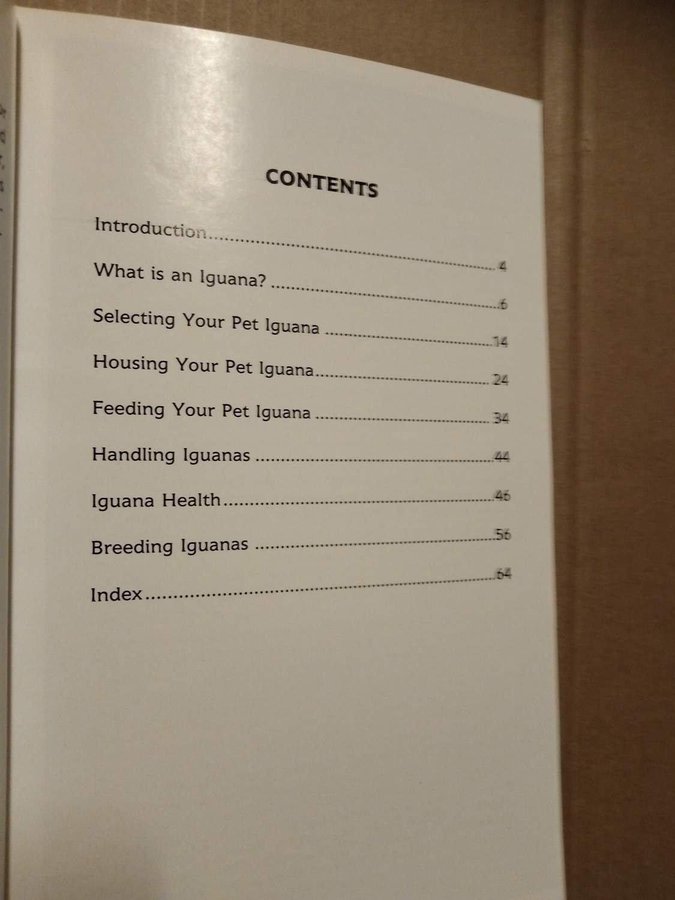 CONTENTS
Introduction.................................................. 4
What is an Iguana? ........................................ 6
Selecting Your Pet Iguana ............................ 14
Housing Your Pet Iguana............................. 24
Feeding Your Pet Iguana ............................. 34
Handling Iguanas .......................................... 44
Iguana Health............................................... 46
Breeding Iguanas .......................................... 56
Index............................................................. 64